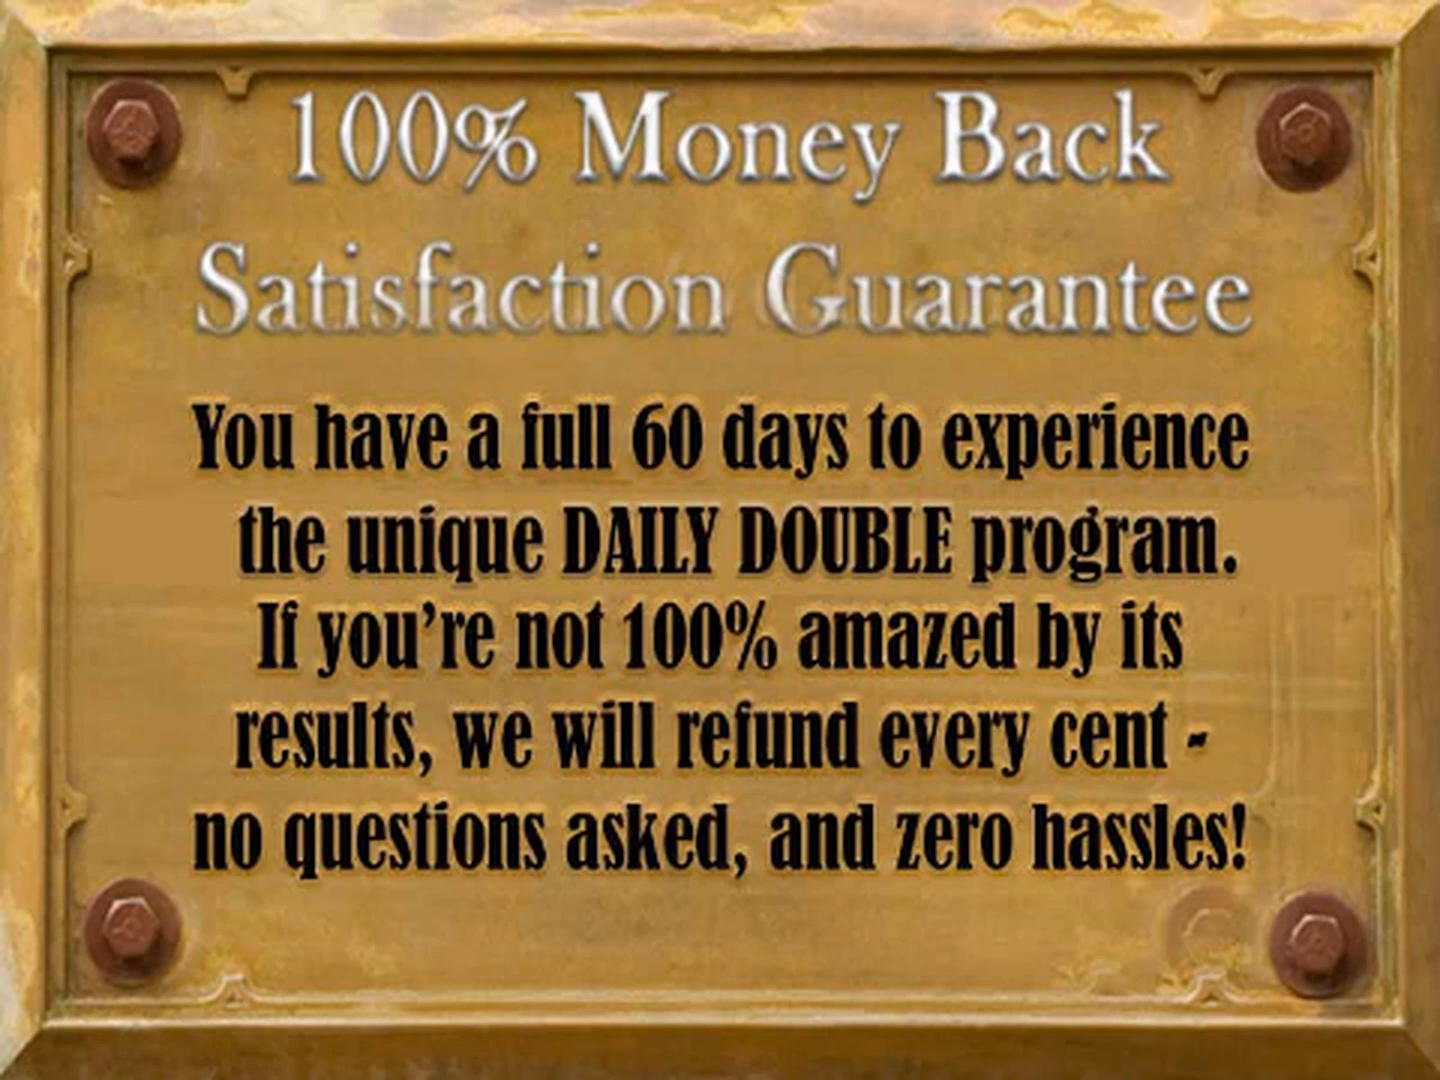 100% Money Back
Satisfaction Guarantee
You have a full 60 days to experience
the unique DAILY DOUBLE program.
If you’re not 100% amazed by its
results, we will refund every cent -
no questions asked, and zero hassles!